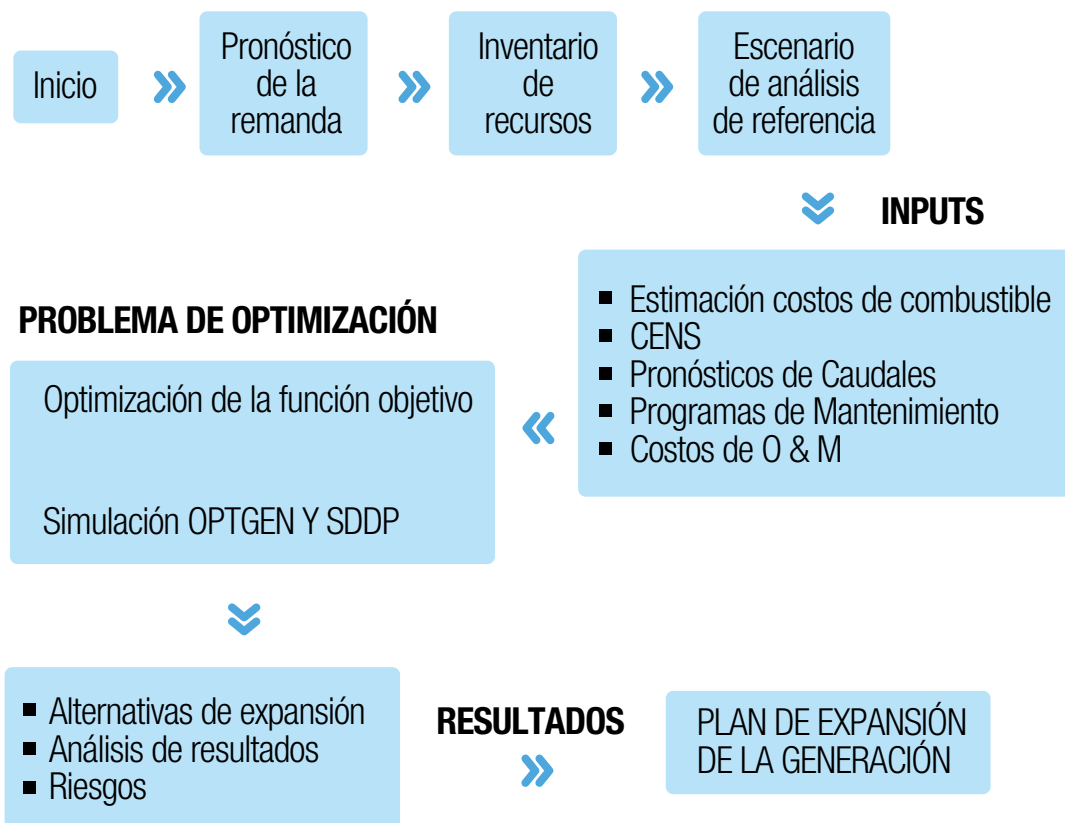 Inicio
Pronóstico
de la
remanda
Inventario
de
recursos
Escenario
de análisis
de referencia
INPUTS
■ Estimación costos de combustible
■ CENS
■ Pronósticos de Caudales
■ Programas de Mantenimiento
■ Costos de O & M
PROBLEMA DE OPTIMIZACIÓN
Optimización de la función objetivo
Simulación OPTGEN Y SDDP
■ Alternativas de expansión
■ Análisis de resultados
■ Riesgos
RESULTADOS
PLAN DE EXPANSIÓN
DE LA GENERACIÓN